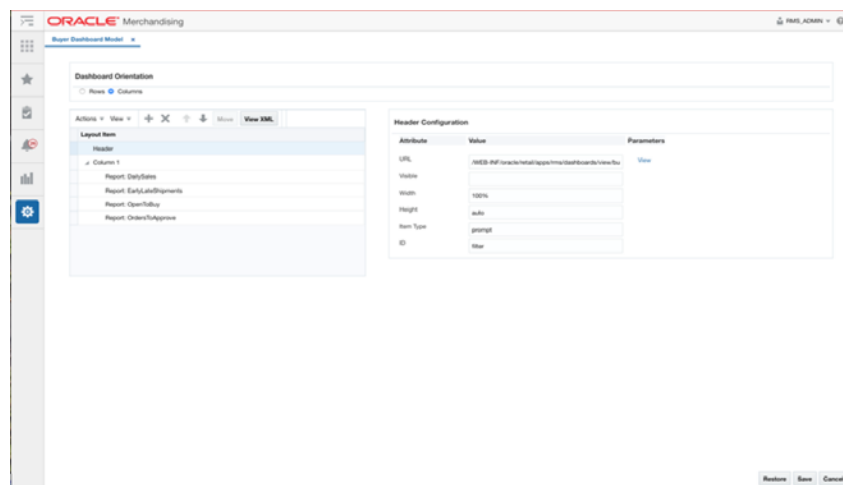 ORACLE® Merchandising
RMS_ADMIN
Buyer Dashboard Model
Dashboard Orientation
Rows Columns
Actions View Move View XML
Layout Item
Header
Column 1
Report: DailySales
Report: EarlyLateShipments
Report: OpenToBuy
Report: OrdersToApprove
Header Configuration
Attribute Value Parameters
URL /WEB-INF/oracle/retail/apps/rms/dashboards/view/bu View
Visible
Width 100%
Height auto
Item Type prompt
ID filter
Restore Save Cancel